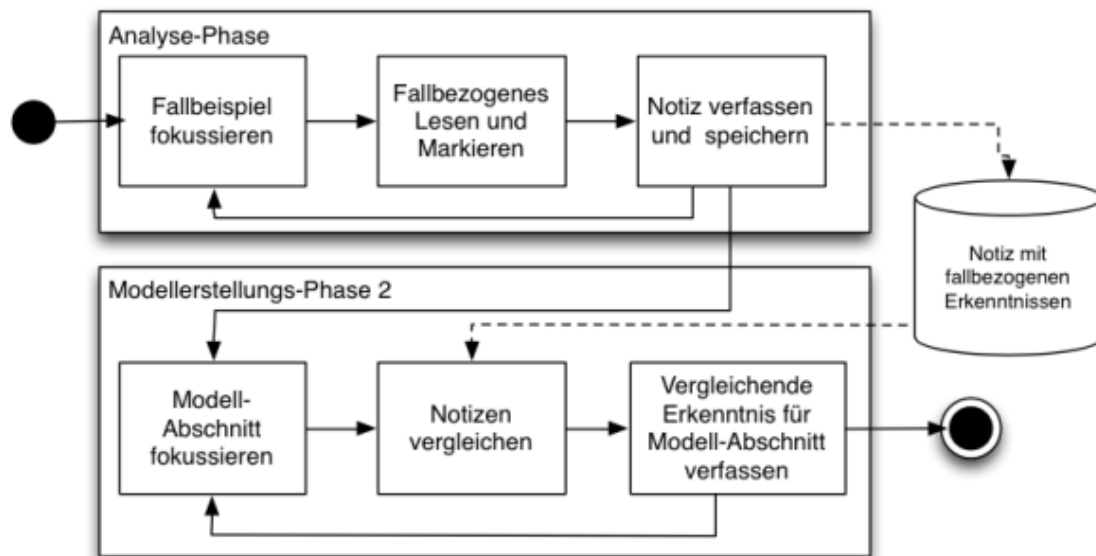 Analyse-Phase
Fallbeispiel
fokussieren
Fallbezogenes
Lesen und
Markieren
Notiz verfassen
und speichern
Notiz mit
fallbezogenen
Erkenntnissen
Modellerstellungs-Phase 2
Modell-
Abschnitt
fokussieren
Notizen
vergleichen
Vergleichende
Erkenntnis für
Modell-Abschnitt
verfassen